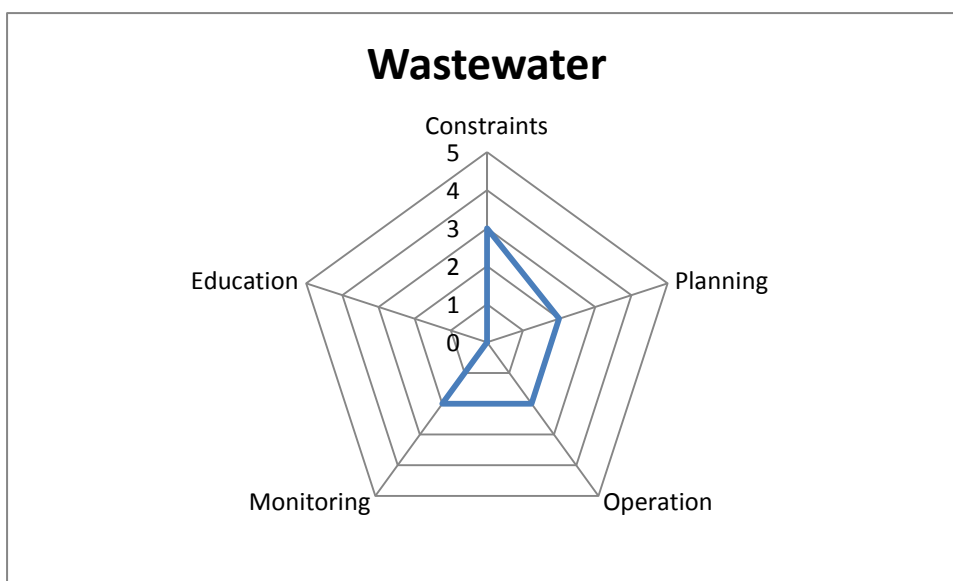 Wastewater
Constraints
5
4
3
2
1
0
Education
Planning
Monitoring
Operation